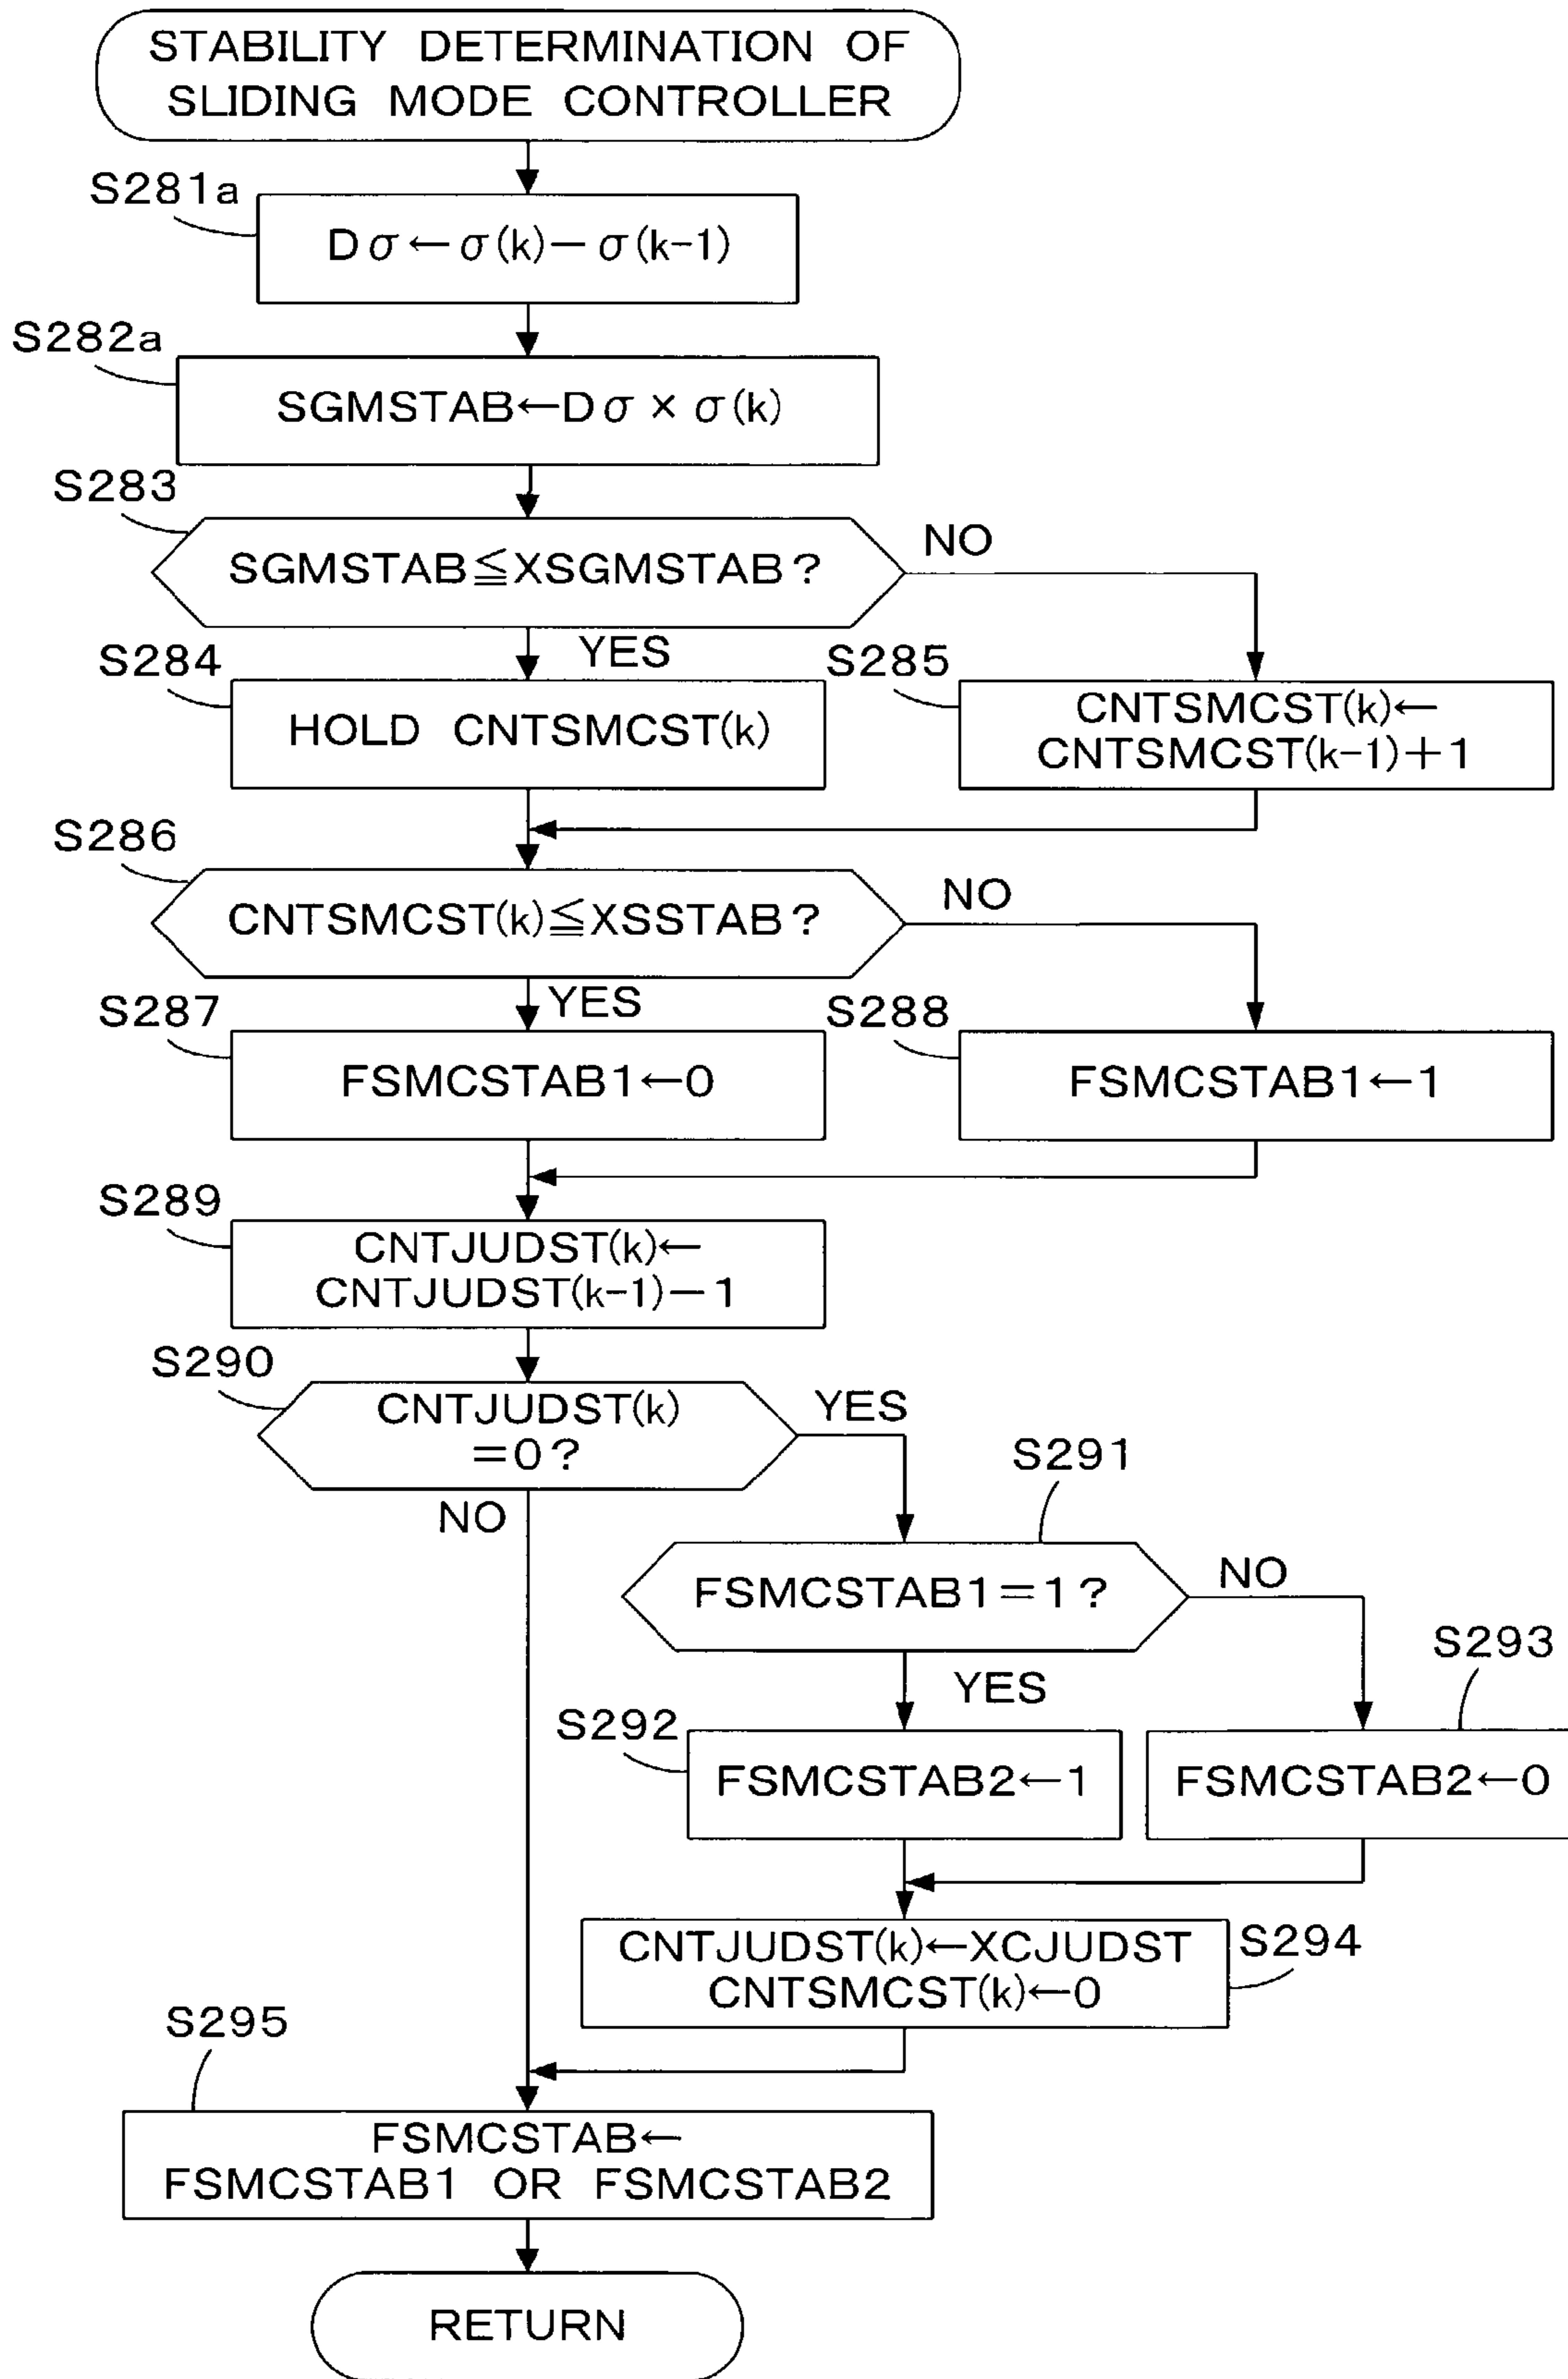 STABILITY DETERMINATION OF
SLIDING MODE CONTROLLER
S281a
Dσ←σ(k)−σ(k-1)
S282a
SGMSTAB←Dσ × σ(k)
S283
SGMSTAB≦XSGMSTAB?
NO
YES
S284
HOLD CNTSMCST(k)
S285
CNTSMCST(k)←
CNTSMCST(k-1)+1
S286
CNTSMCST(k)≦XSSTAB?
NO
YES
S287
FSMCSTAB1←0
S288
FSMCSTAB1←1
S289
CNTJUDST(k)←
CNTJUDST(k-1)−1
S290
CNTJUDST(k)
=0?
YES
NO
S291
FSMCSTAB1=1?
NO
YES
S292
FSMCSTAB2←1
S293
FSMCSTAB2←0
CNTJUDST(k)←XCJUDST
CNTSMCST(k)←0
S294
S295
FSMCSTAB←
FSMCSTAB1 OR FSMCSTAB2
RETURN